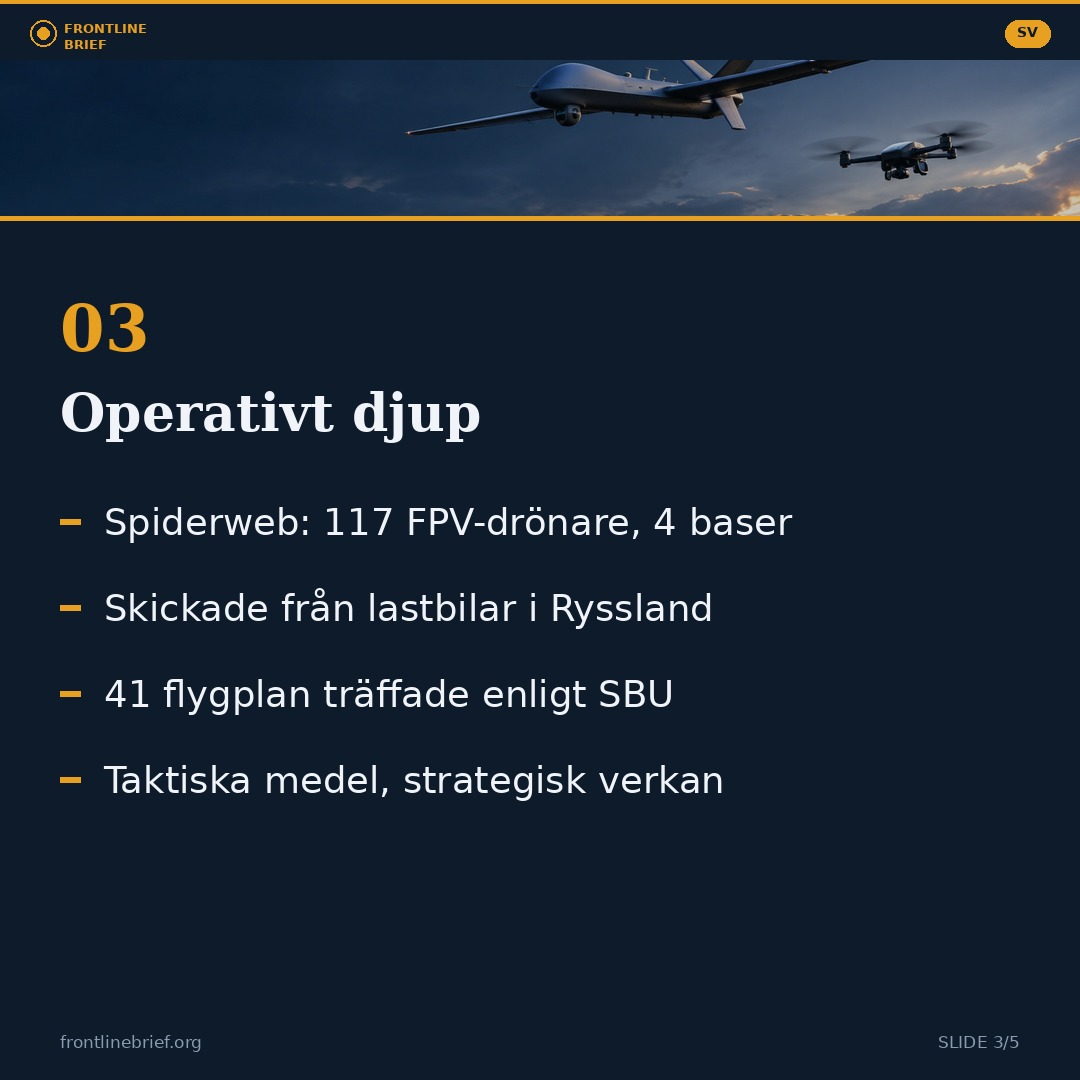 FRONTLINE
BRIEF
SV
03
Operativt djup
Spiderweb: 117 FPV-drönare, 4 baser
Skickade från lastbilar i Ryssland
41 flygplan träffade enligt SBU
Taktiska medel, strategisk verkan
frontlinebrief.org
SLIDE 3/5